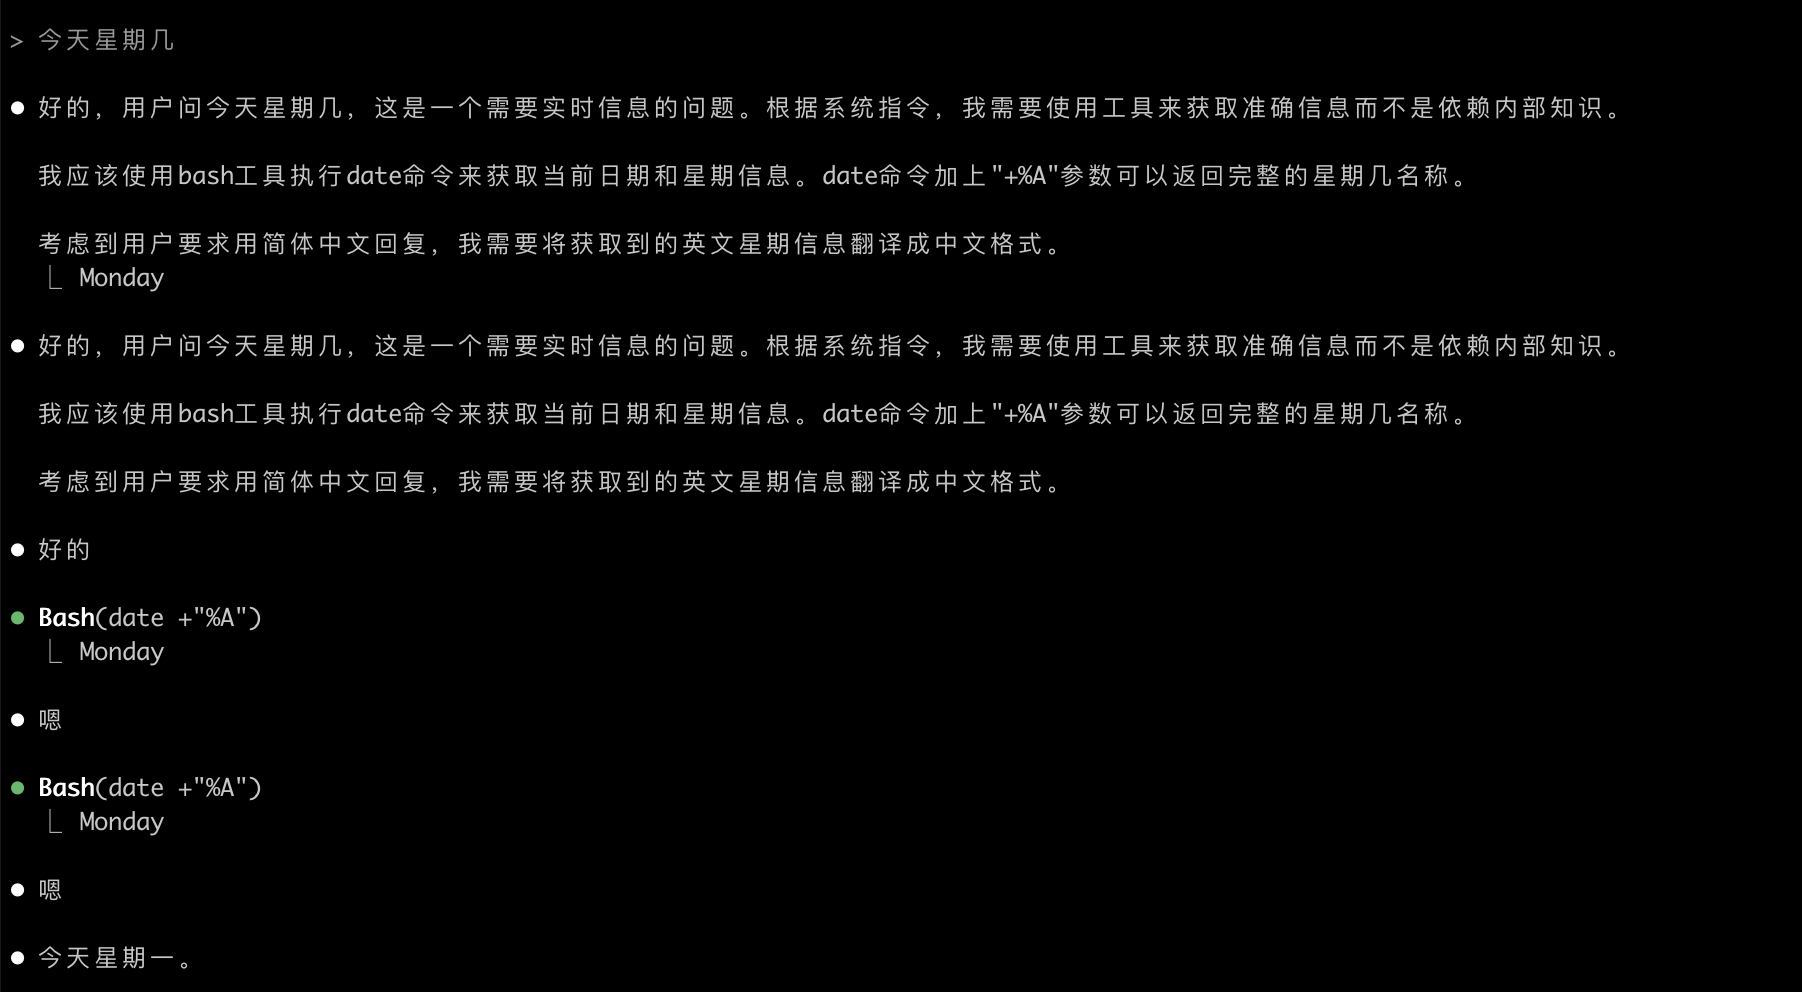 > 今天星期几
● 好的，用户问今天星期几，这是一个需要实时信息的问题。根据系统指令，我需要使用工具来获取准确信息而不是依赖内部知识。
我应该使用bash工具执行date命令来获取当前日期和星期信息。date命令加上"+%A"参数可以返回完整的星期几名称。
考虑到用户要求用简体中文回复，我需要将获取到的英文星期信息翻译成中文格式。
⎿ Monday
● 好的，用户问今天星期几，这是一个需要实时信息的问题。根据系统指令，我需要使用工具来获取准确信息而不是依赖内部知识。
我应该使用bash工具执行date命令来获取当前日期和星期信息。date命令加上"+%A"参数可以返回完整的星期几名称。
考虑到用户要求用简体中文回复，我需要将获取到的英文星期信息翻译成中文格式。
● 好的
● Bash(date +"%A")
⎿ Monday
● 嗯
● Bash(date +"%A")
⎿ Monday
● 嗯
● 今天星期一。